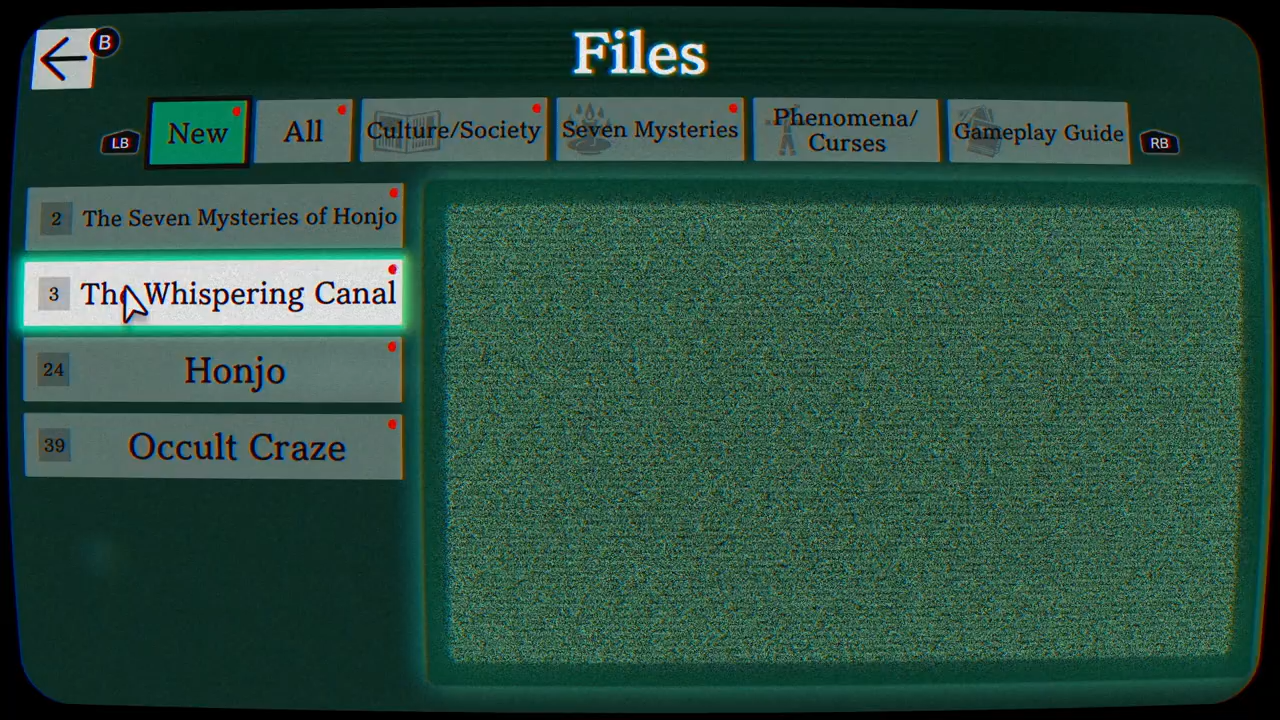 B
Files
LB
New
All
Culture/Society
Seven Mysteries
Phenomena/
Curses
Gameplay Guide
RB
2 The Seven Mysteries of Honjo
3 The Whispering Canal
24 Honjo
39 Occult Craze